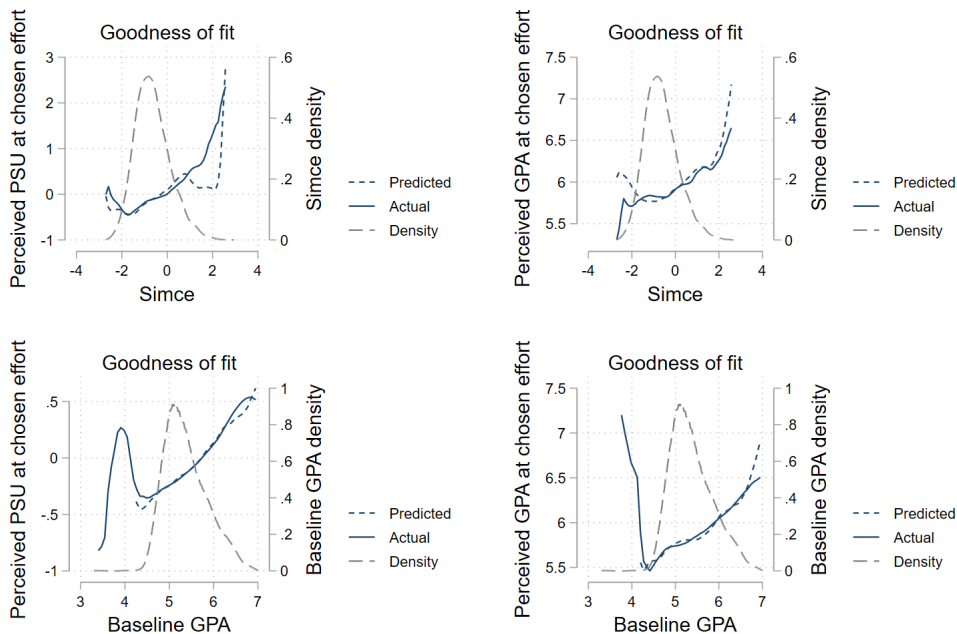 Goodness of fit
Perceived PSU at chosen effort
3
2
1
0
-1
.6
.4
.2
0
Simce density
-4 -2 0 2 4
Simce
Predicted
Actual
Density
Goodness of fit
Perceived GPA at chosen effort
7.5
7
6.5
6
5.5
.6
.4
.2
0
Simce density
-4 -2 0 2 4
Simce
Predicted
Actual
Density
Goodness of fit
Perceived PSU at chosen effort
.5
0
-.5
-1
1
.8
.6
.4
.2
0
Baseline GPA density
3 4 5 6 7
Baseline GPA
Predicted
Actual
Density
Goodness of fit
Perceived GPA at chosen effort
7.5
7
6.5
6
5.5
1
.8
.6
.4
.2
0
Baseline GPA density
3 4 5 6 7
Baseline GPA
Predicted
Actual
Density